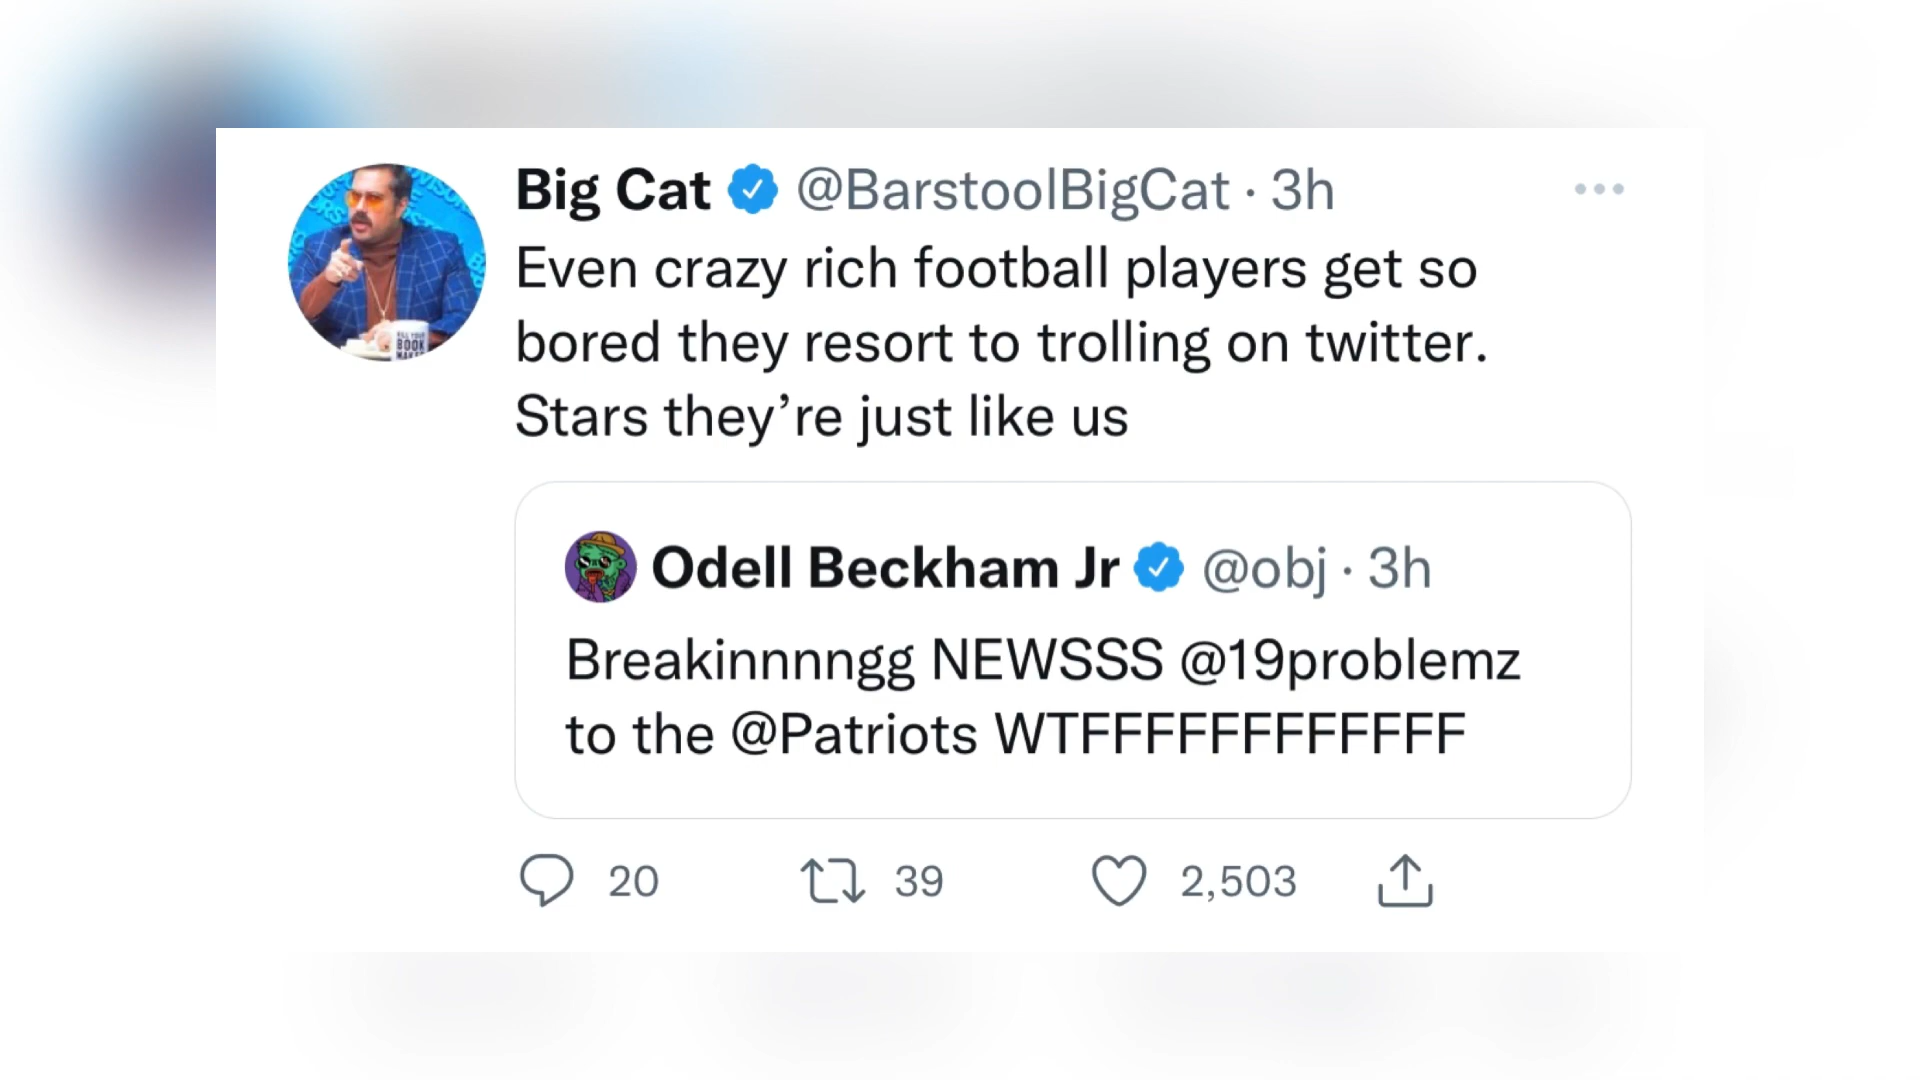 Big Cat @BarstoolBigCat · 3h
Even crazy rich football players get so
bored they resort to trolling on twitter.
Stars they’re just like us
Odell Beckham Jr @obj · 3h
Breakinnnngg NEWSSS @19problemz
to the @Patriots WTFFFFFFFFFFFF
20 39 2,503
BOOK